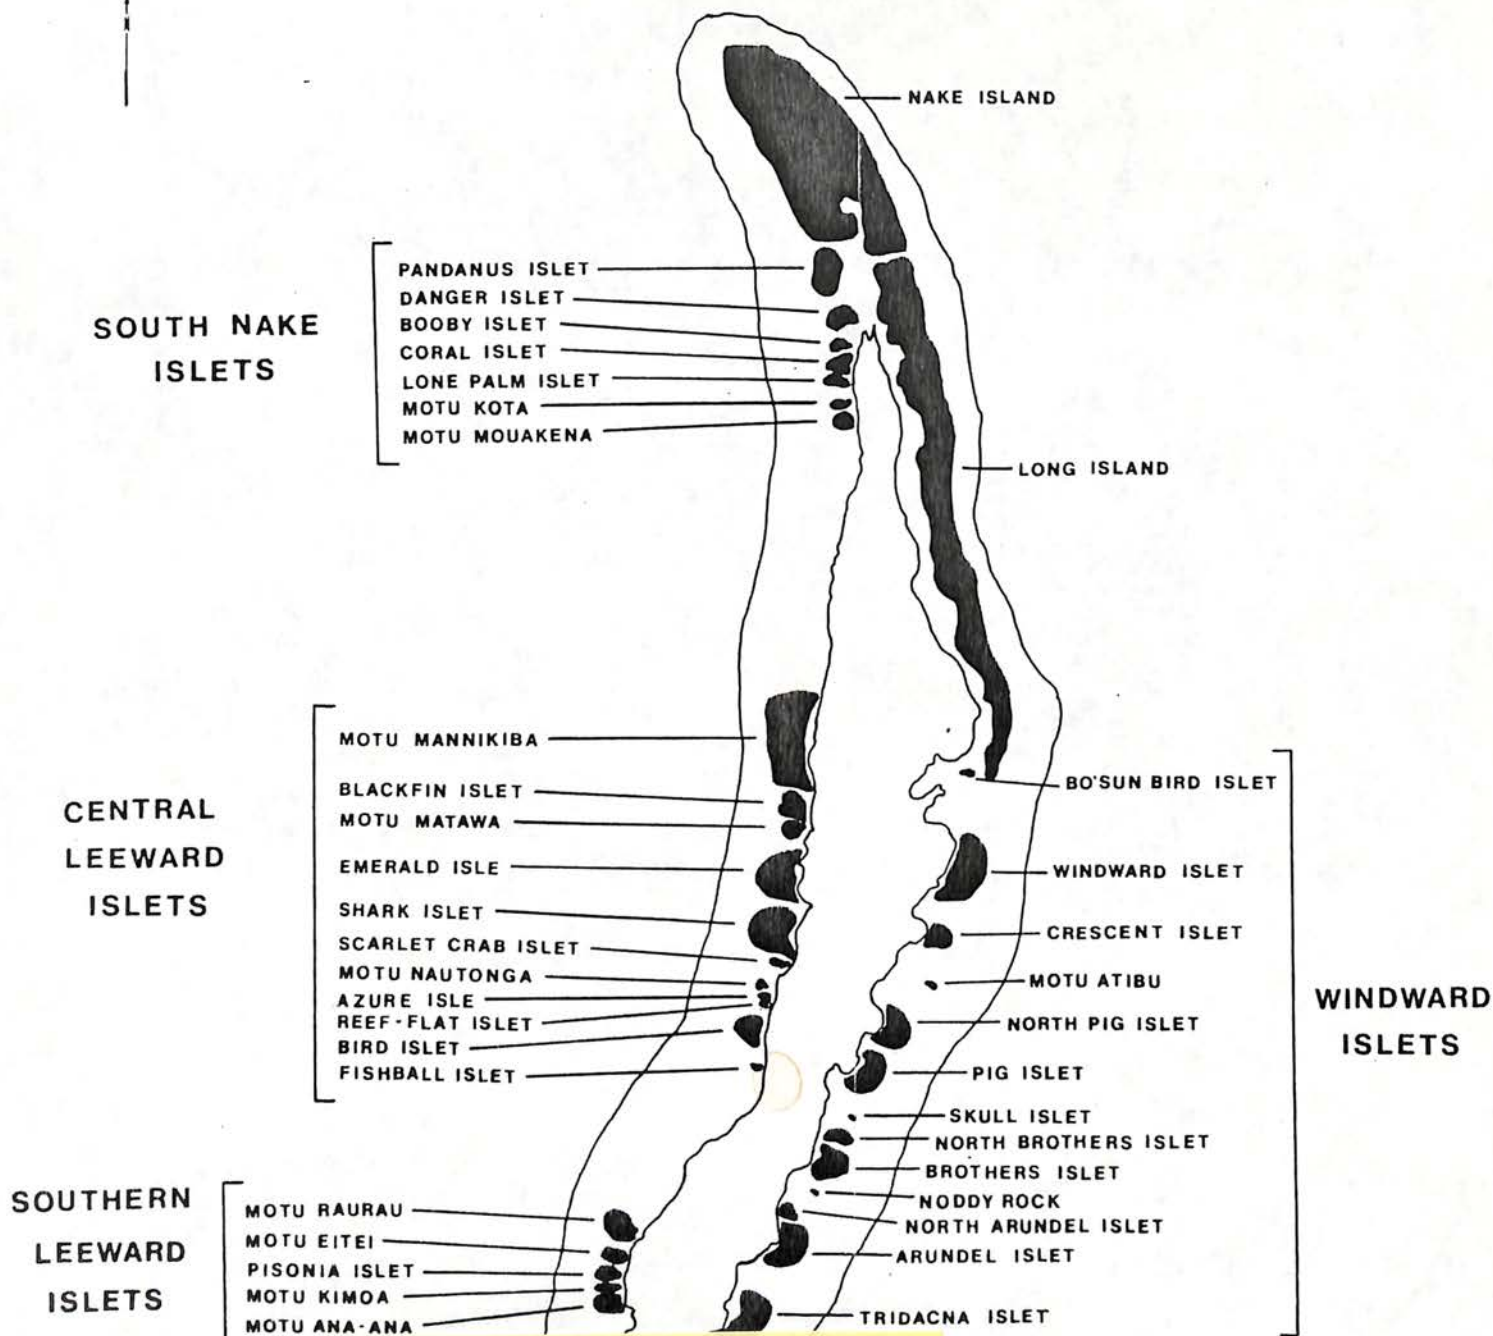 NAKE ISLAND
SOUTH NAKE
ISLETS
PANDANUS ISLET
DANGER ISLET
BOOBY ISLET
CORAL ISLET
LONE PALM ISLET
MOTU KOTA
MOTU MOUAKENA
LONG ISLAND
CENTRAL
LEEWARD
ISLETS
MOTU MANNIKIBA
BLACKFIN ISLET
MOTU MATAWA
EMERALD ISLE
SHARK ISLET
SCARLET CRAB ISLET
MOTU NAUTONGA
AZURE ISLE
REEF-FLAT ISLET
BIRD ISLET
FISHBALL ISLET
BO'SUN BIRD ISLET
WINDWARD ISLET
CRESCENT ISLET
MOTU ATIBU
NORTH PIG ISLET
PIG ISLET
SKULL ISLET
NORTH BROTHERS ISLET
BROTHERS ISLET
NODDY ROCK
NORTH ARUNDEL ISLET
ARUNDEL ISLET
TRIDACNA ISLET
WINDWARD
ISLETS
SOUTHERN
LEEWARD
ISLETS
MOTU RAURAU
MOTU EITEI
PISONIA ISLET
MOTU KIMOA
MOTU ANA-ANA